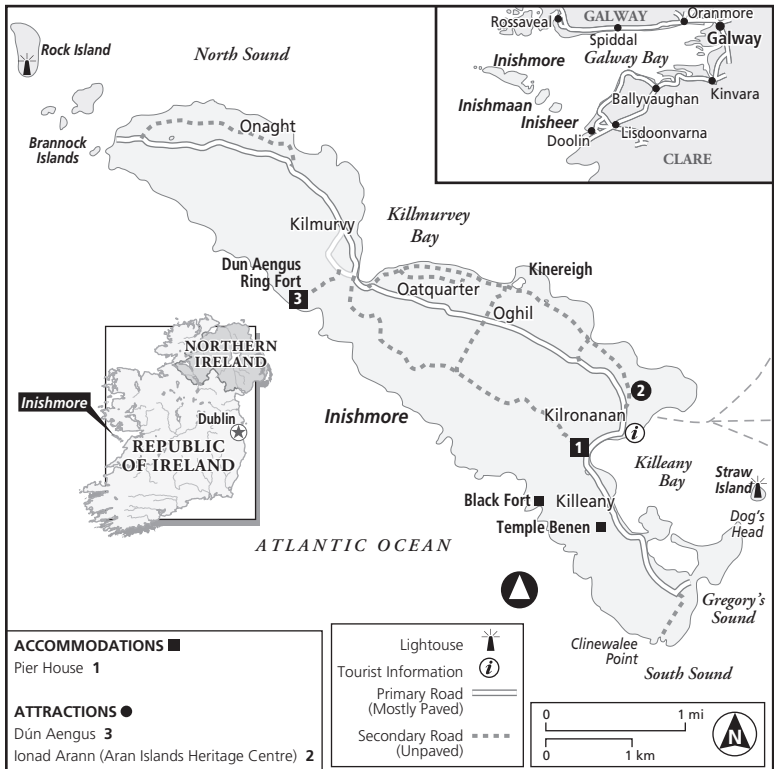 Rock Island
North Sound
Brannock
Islands
Onaght
Kilmurvy
Killmurvey
Bay
Dun Aengus
Ring Fort
3
Oatquarter
Kinereigh
Oghil
2
Kilronanan
i
1
Inishmore
Killeany
Bay
Straw
Island
Dog's
Head
Black Fort
Killeany
Temple Benen
ATLANTIC OCEAN
Gregory's
Sound
Clinewalee
Point
South Sound
Rossaveal
GALWAY
Oranmore
Spiddal
Galway
Inishmore
Galway Bay
Inishmaan
Ballyvaughan
Kinvara
Inisheer
Lisdoonvarna
Doolin
CLARE
NORTHERN
IRELAND
Inishmore
Dublin
REPUBLIC
OF IRELAND
ACCOMMODATIONS
Pier House 1
ATTRACTIONS
Dún Aengus 3
Ionad Arann (Aran Islands Heritage Centre) 2
Lightouse
Tourist Information i
Primary Road
(Mostly Paved)
Secondary Road
(Unpaved)
0 1 mi
0 1 km
N